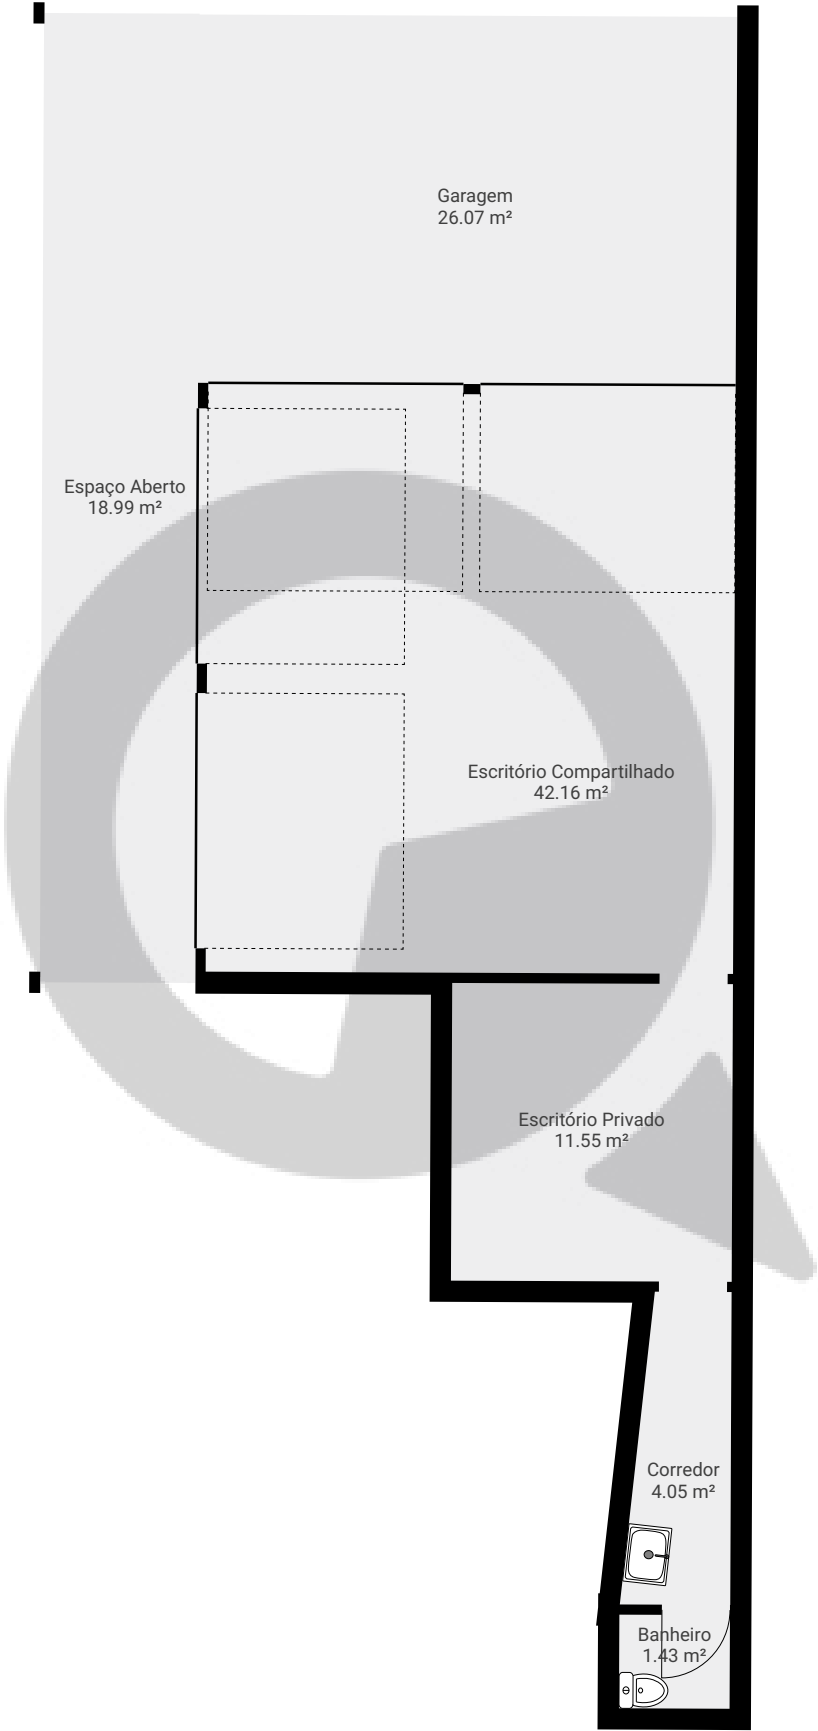 Garagem
26.07 m²
Espaço Aberto
18.99 m²
Escritório Compartilhado
42.16 m²
Escritório Privado
11.55 m²
Corredor
4.05 m²
Banheiro
1.43 m²